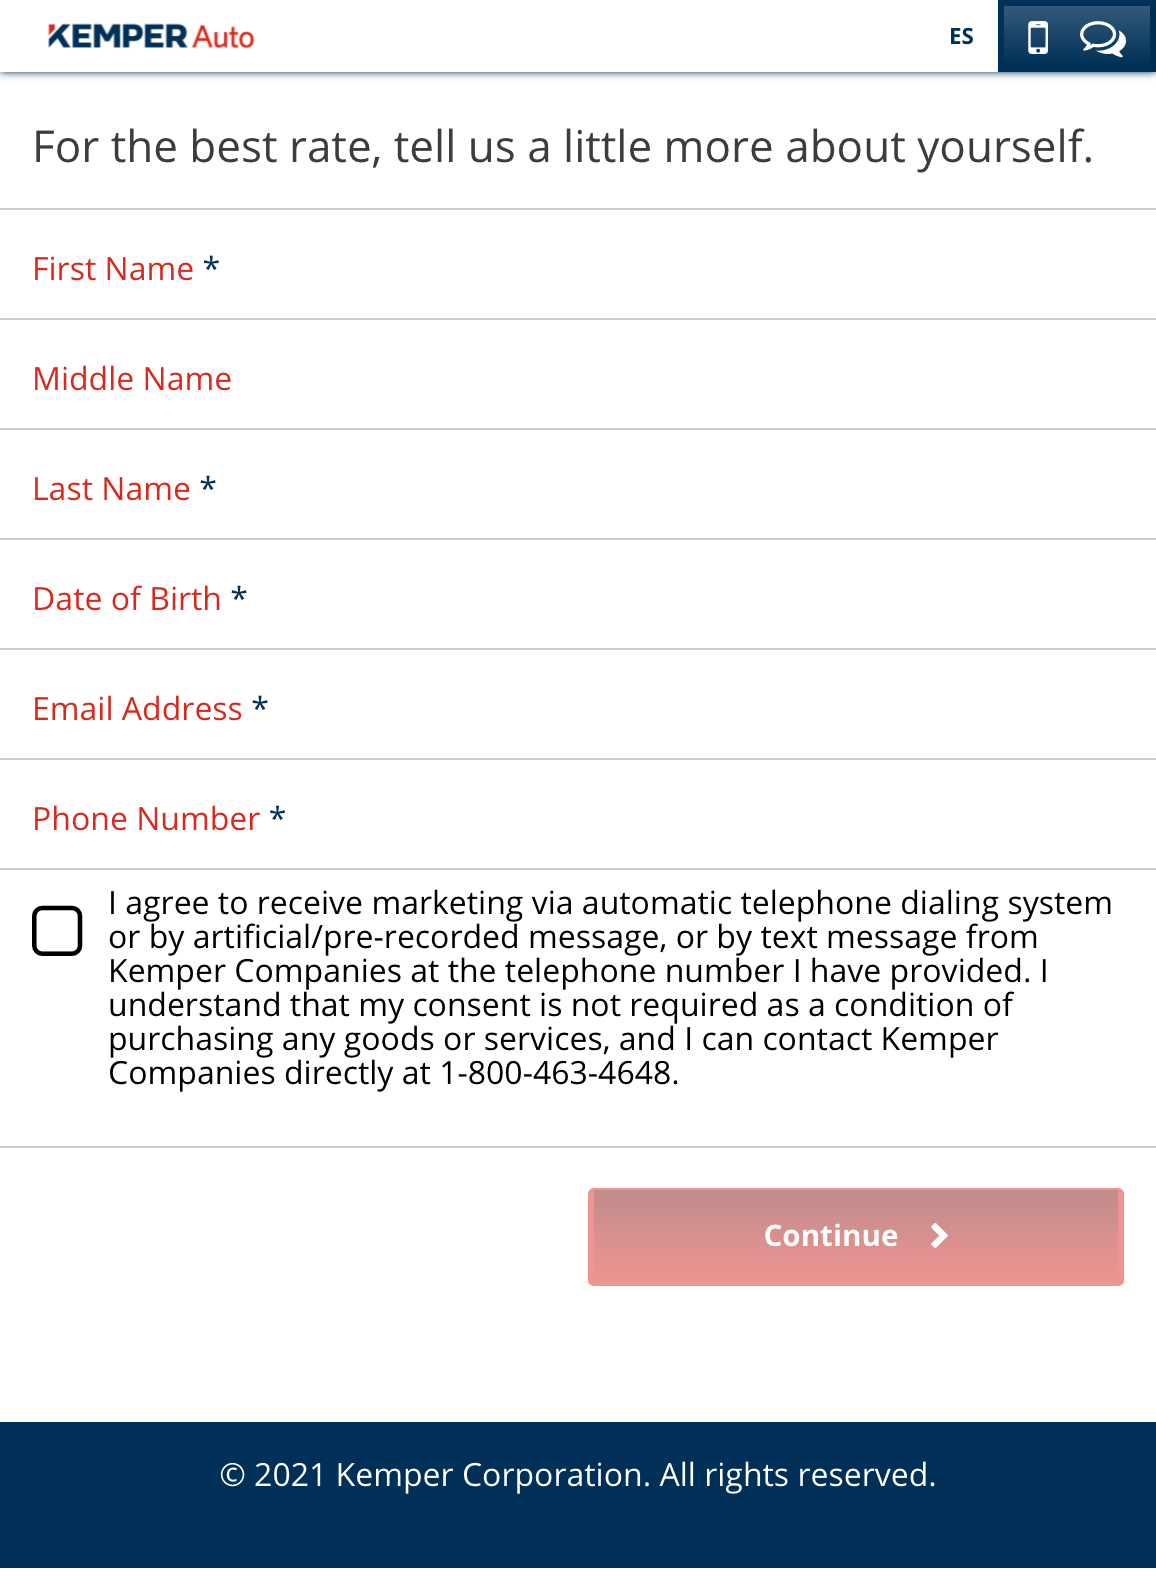 KEMPER Auto
ES
For the best rate, tell us a little more about yourself.
First Name *
Middle Name
Last Name *
Date of Birth *
Email Address *
Phone Number *
I agree to receive marketing via automatic telephone dialing system
or by artificial/pre-recorded message, or by text message from
Kemper Companies at the telephone number I have provided. I
understand that my consent is not required as a condition of
purchasing any goods or services, and I can contact Kemper
Companies directly at 1-800-463-4648.
Continue
© 2021 Kemper Corporation. All rights reserved.